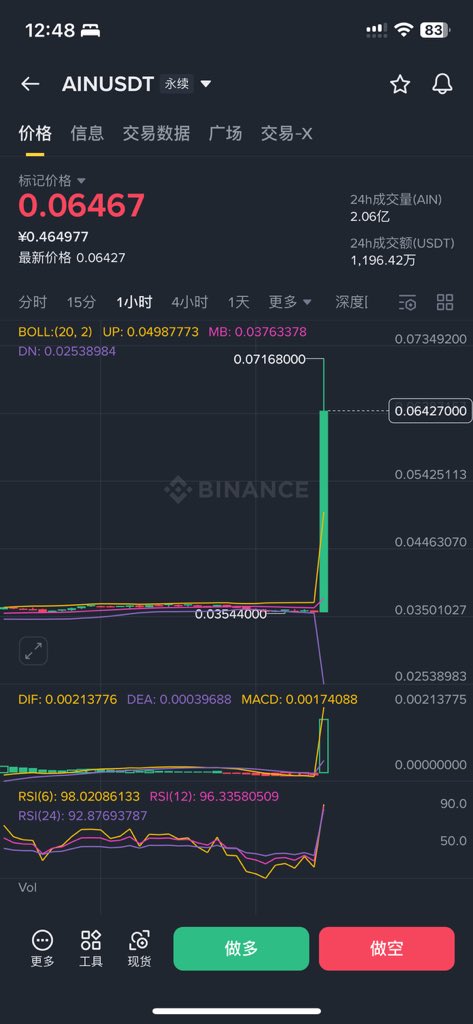 12:48
83
AINUSDT 永续
价格 信息 交易数据 广场 交易-X
标记价格
0.06467
¥0.464977
最新价格 0.06427
24h成交量(AIN)
2.06亿
24h成交额(USDT)
1,196.42万
分时 15分 1小时 4小时 1天 更多 深度
BOLL:(20, 2) UP: 0.04987773 MB: 0.03763378
DN: 0.02538984
0.07349200
0.07168000
0.06427000
0.05425113
BINANCE
0.04463070
0.03544000
0.03501027
0.02538983
DIF: 0.00213776 DEA: 0.00039688 MACD: 0.00174088
0.00213775
0.00000000
RSI(6): 98.02086133 RSI(12): 96.33580509
RSI(24): 92.87693787
90.0
50.0
Vol
更多 工具 现货 做多 做空